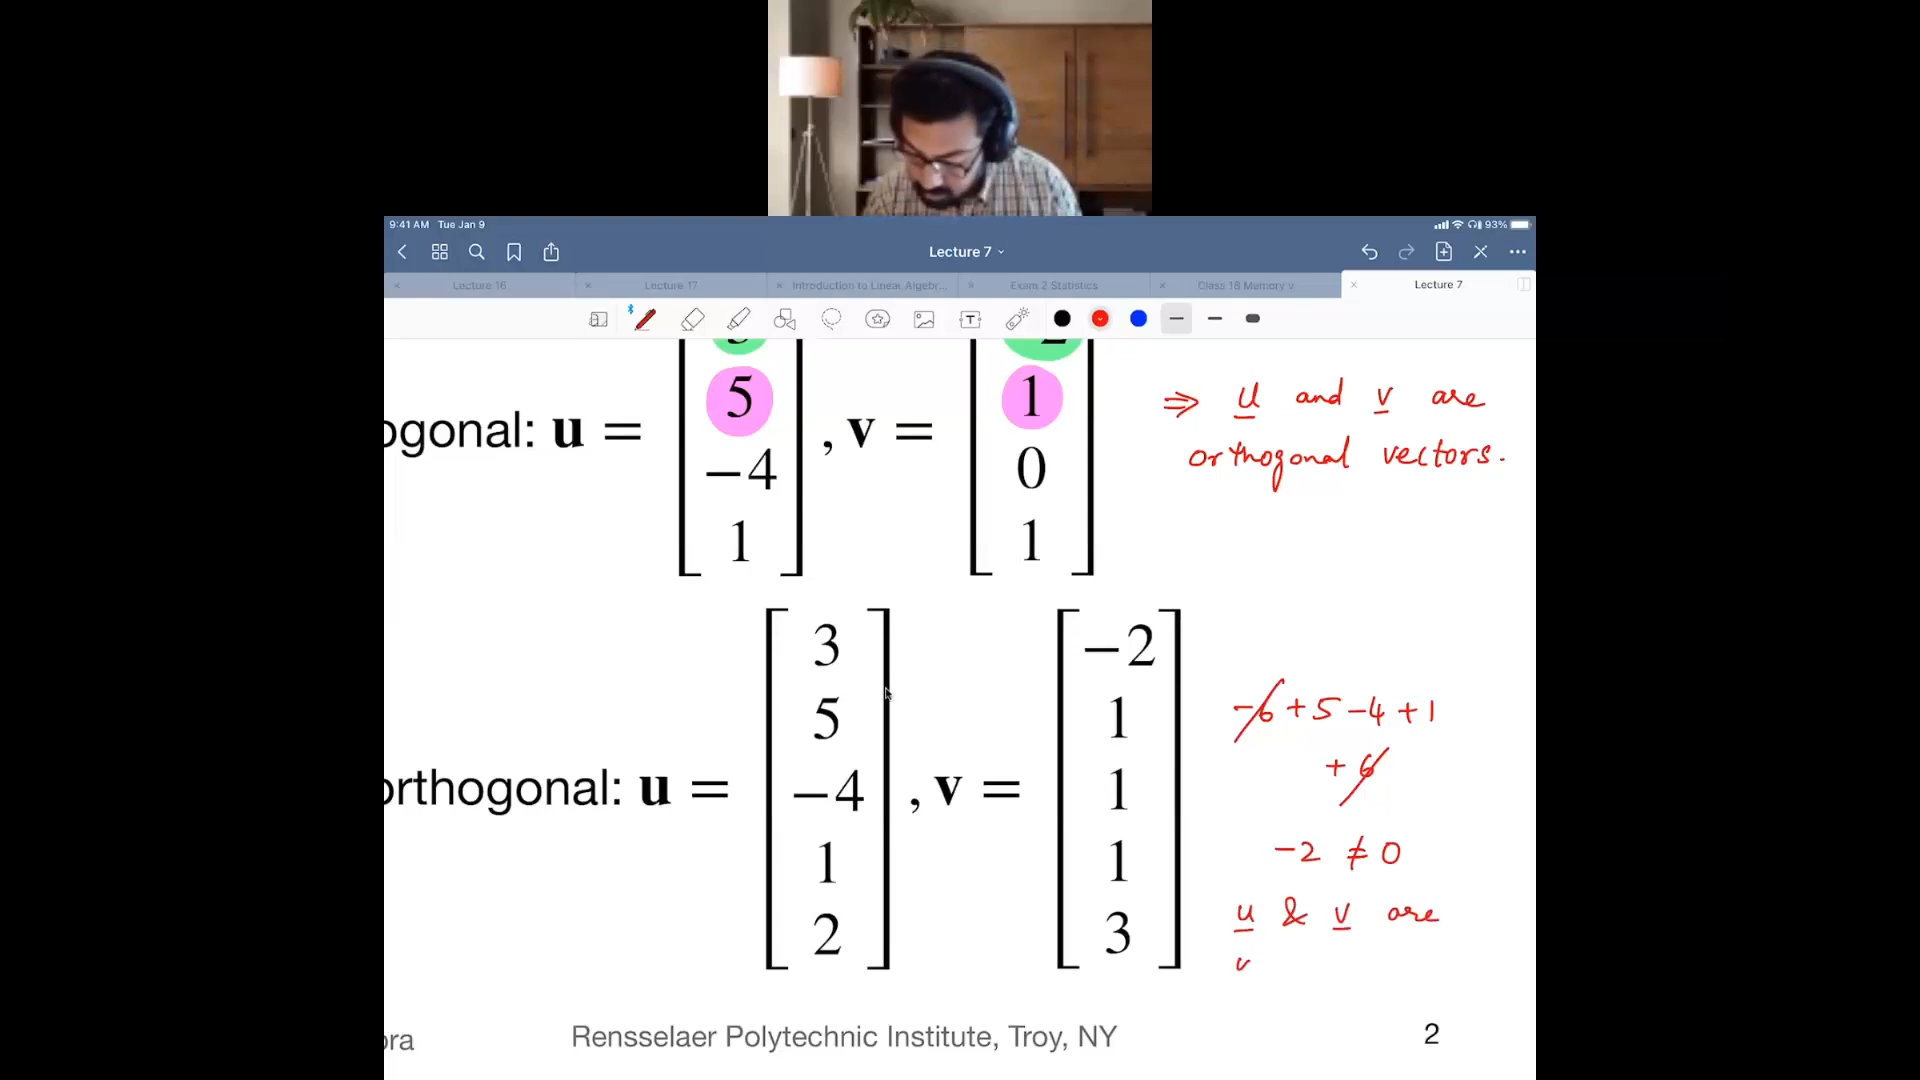 9:41 AM Tue Jan 9
93%
Lecture 7
Lecture 16
Lecture 17
Introduction to Linear Algebr...
Exam 2 Statistics
Class 18 Memory v
Lecture 7
5
1
ogonal: u =
, v =
−4
0
1
1
⇒ u and v are
orthogonal vectors.
3
−2
5
1
orthogonal: u =
−4
, v =
1
1
1
2
3
-6 +5 -4 +1
+ 6
-2 ≠ 0
u & v are
ora
Rensselaer Polytechnic Institute, Troy, NY
2